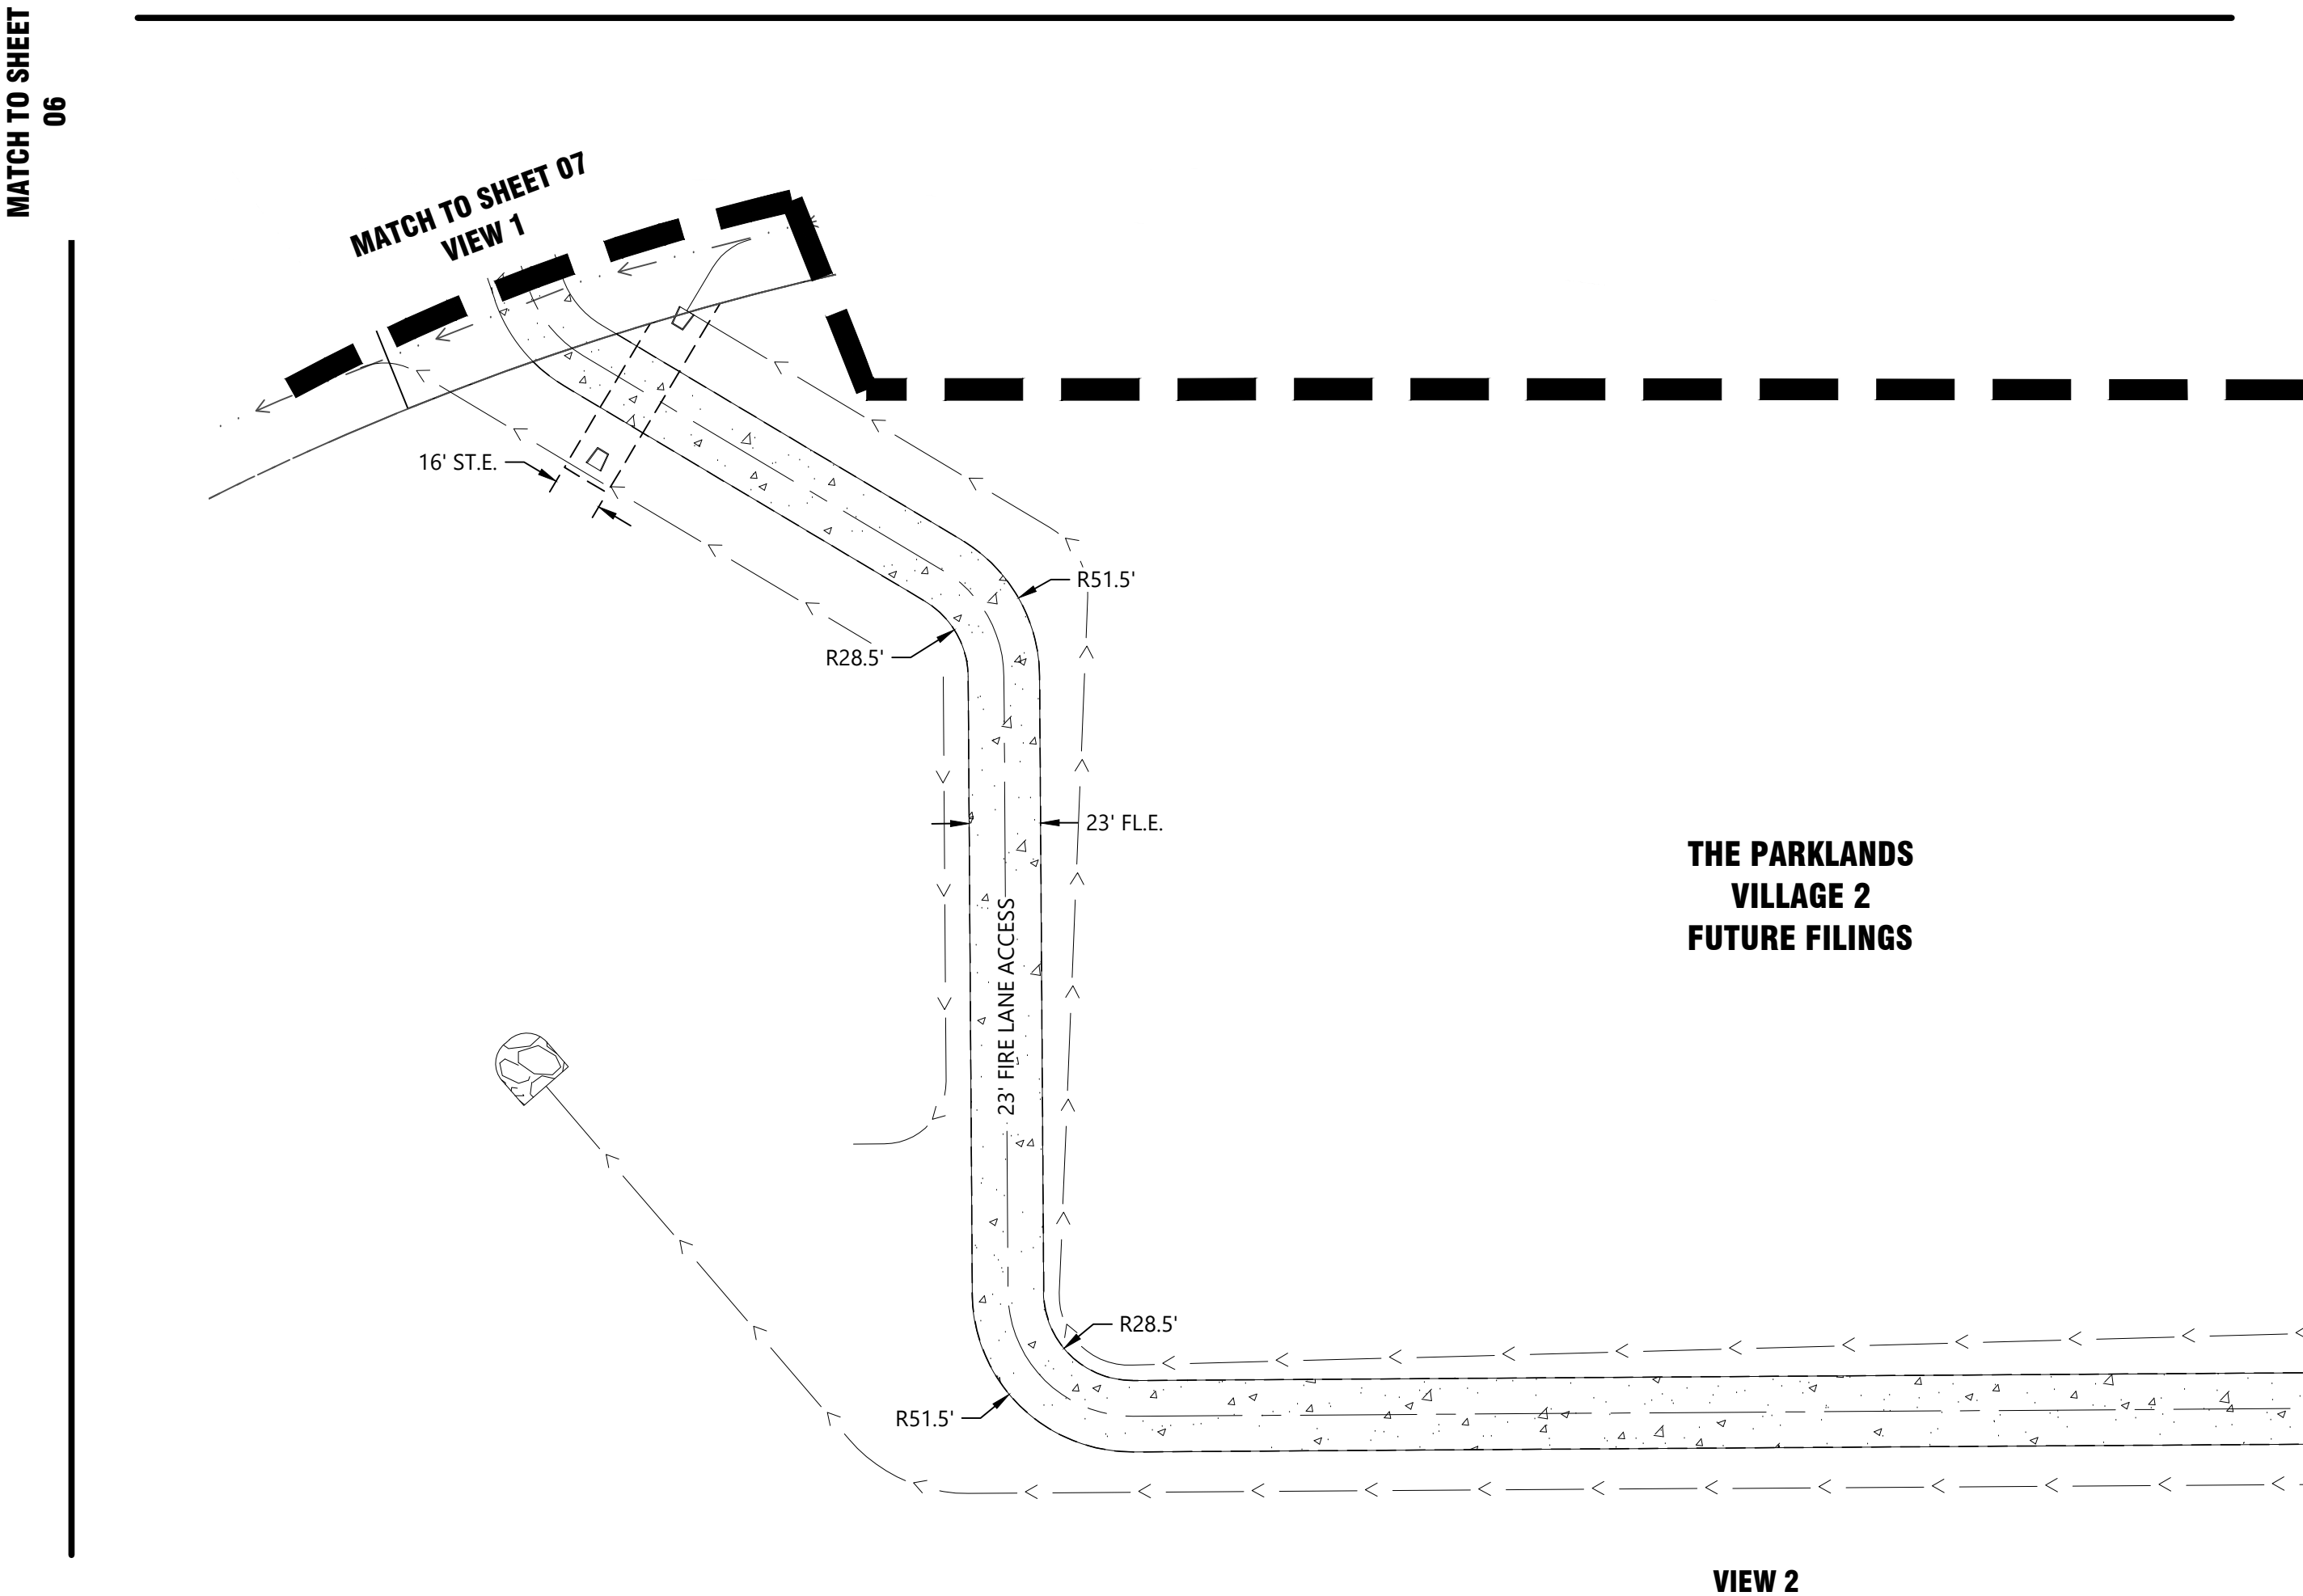 MATCH TO SHEET
06
MATCH TO SHEET 07
VIEW 1
16' ST.E.
R51.5'
R28.5'
23' FL.E.
THE PARKLANDS
VILLAGE 2
FUTURE FILINGS
23' FIRE LANE ACCESS
R28.5'
R51.5'
VIEW 2